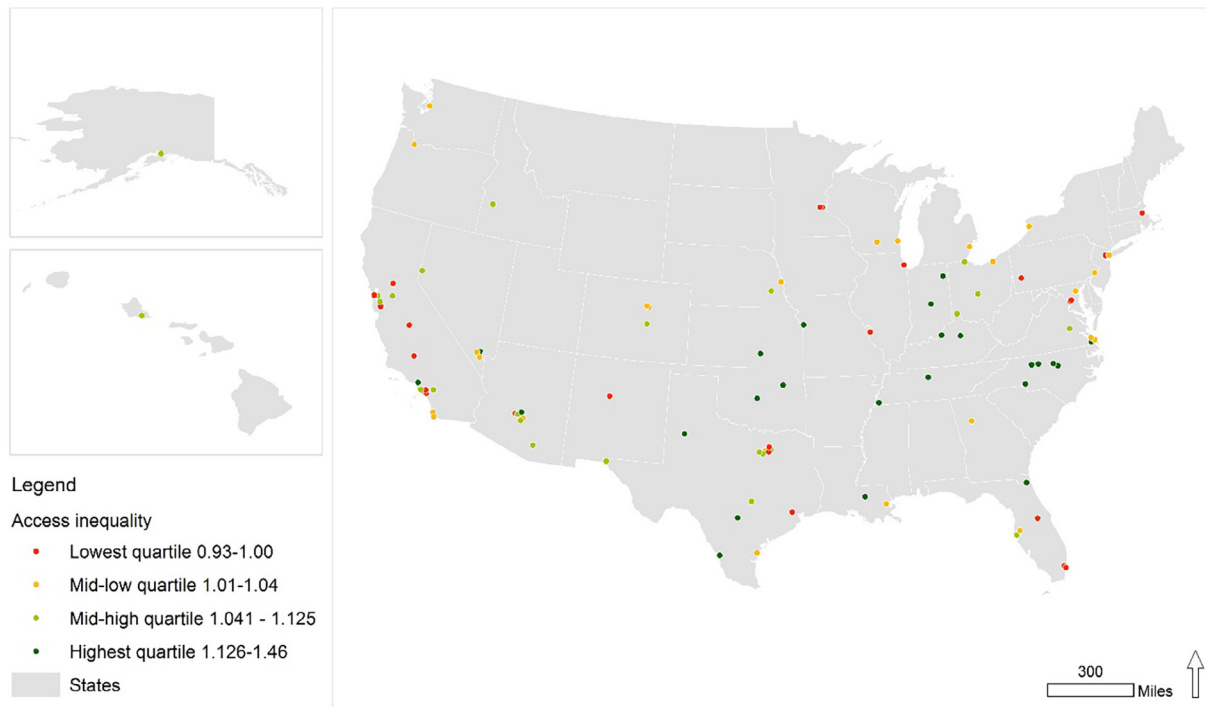 Legend
Access inequality
Lowest quartile 0.93-1.00
Mid-low quartile 1.01-1.04
Mid-high quartile 1.041 - 1.125
Highest quartile 1.126-1.46
States
300
Miles